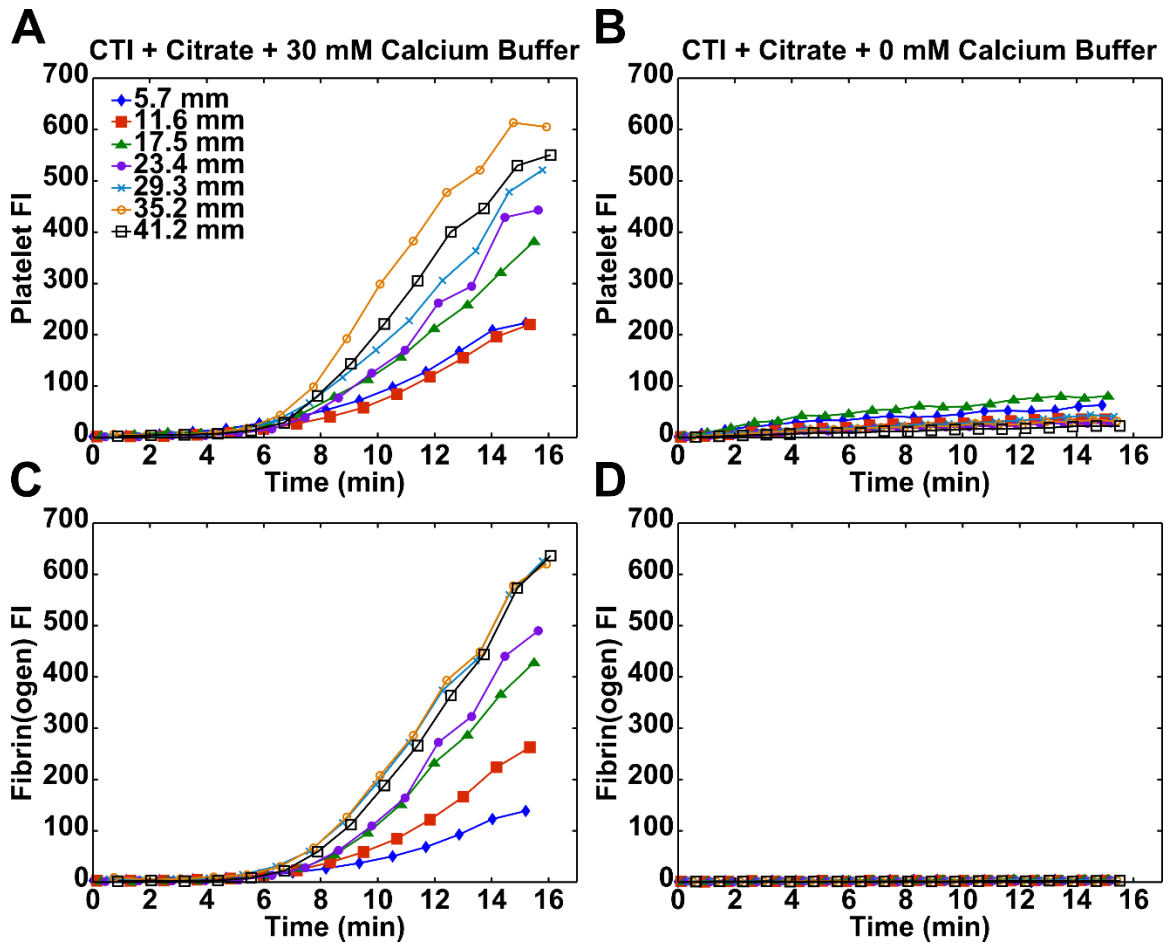 A
CTI + Citrate + 30 mM Calcium Buffer
700
600
500
400
300
200
100
0
Platelet FI
5.7 mm
11.6 mm
17.5 mm
23.4 mm
29.3 mm
35.2 mm
41.2 mm
0 2 4 6 8 10 12 14 16
Time (min)
B
CTI + Citrate + 0 mM Calcium Buffer
700
600
500
400
300
200
100
0
Platelet FI
0 2 4 6 8 10 12 14 16
Time (min)
C
700
600
500
400
300
200
100
0
Fibrin(ogen) FI
0 2 4 6 8 10 12 14 16
Time (min)
D
700
600
500
400
300
200
100
0
Fibrin(ogen) FI
0 2 4 6 8 10 12 14 16
Time (min)